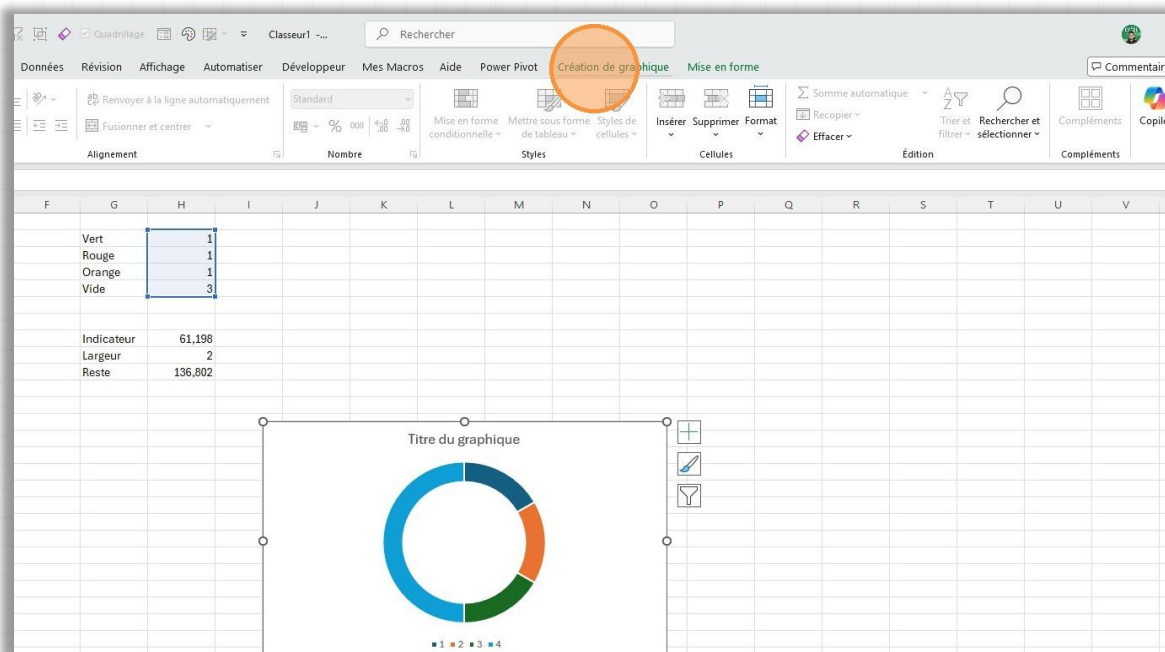 Quadrillage Classeur1 -... Rechercher
Données Révision Affichage Automatiser Développeur Mes Macros Aide Power Pivot Création de graphique Mise en forme Commentair
Renvoyer à la ligne automatiquement Standard Mise en forme Mettre sous forme Styles de Insérer Supprimer Format Somme automatique Trier et Rechercher et Compléments Copile
Fusionner et centrer % 000 conditionnelle de tableau cellules Recopier filtrer sélectionner
Effacer
Alignement Nombre Styles Cellules Édition Compléments
F G H I J K L M N O P Q R S T U V
Vert 1
Rouge 1
Orange 1
Vide 3
Indicateur 61,198
Largeur 2
Reste 136,802
Titre du graphique
1 2 3 4